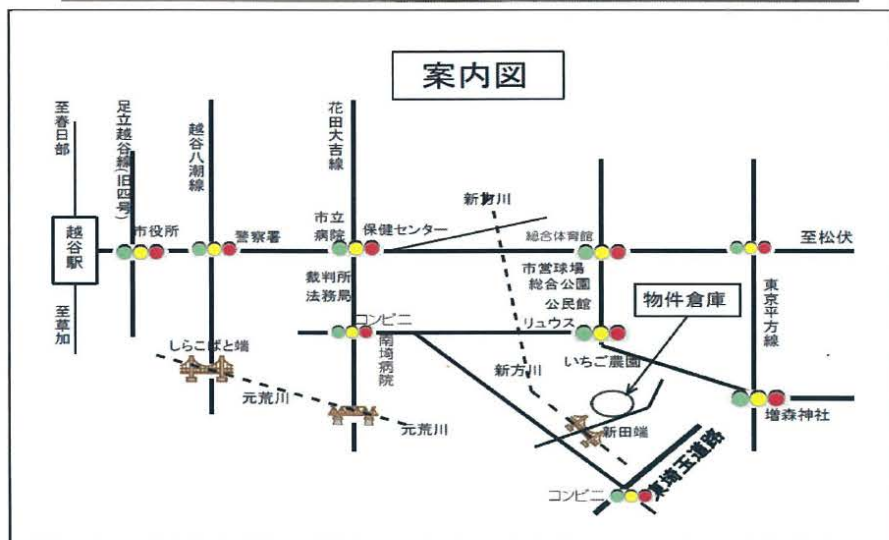 案内図
至春日部
足立越谷線(旧四号)
越谷八潮線
花田大吉線
新方川
越谷駅
市役所
警察署
市立
病院
保健センター
総合体育館
至松伏
至草加
裁判所
法務局
市営球場
総合公園
公民館
リュウス
物件倉庫
東京平方線
コンビニ
南埼病院
しらこばと端
元荒川
元荒川
新方川
いちご農園
新田端
増森神社
東埼玉道路
コンビニ